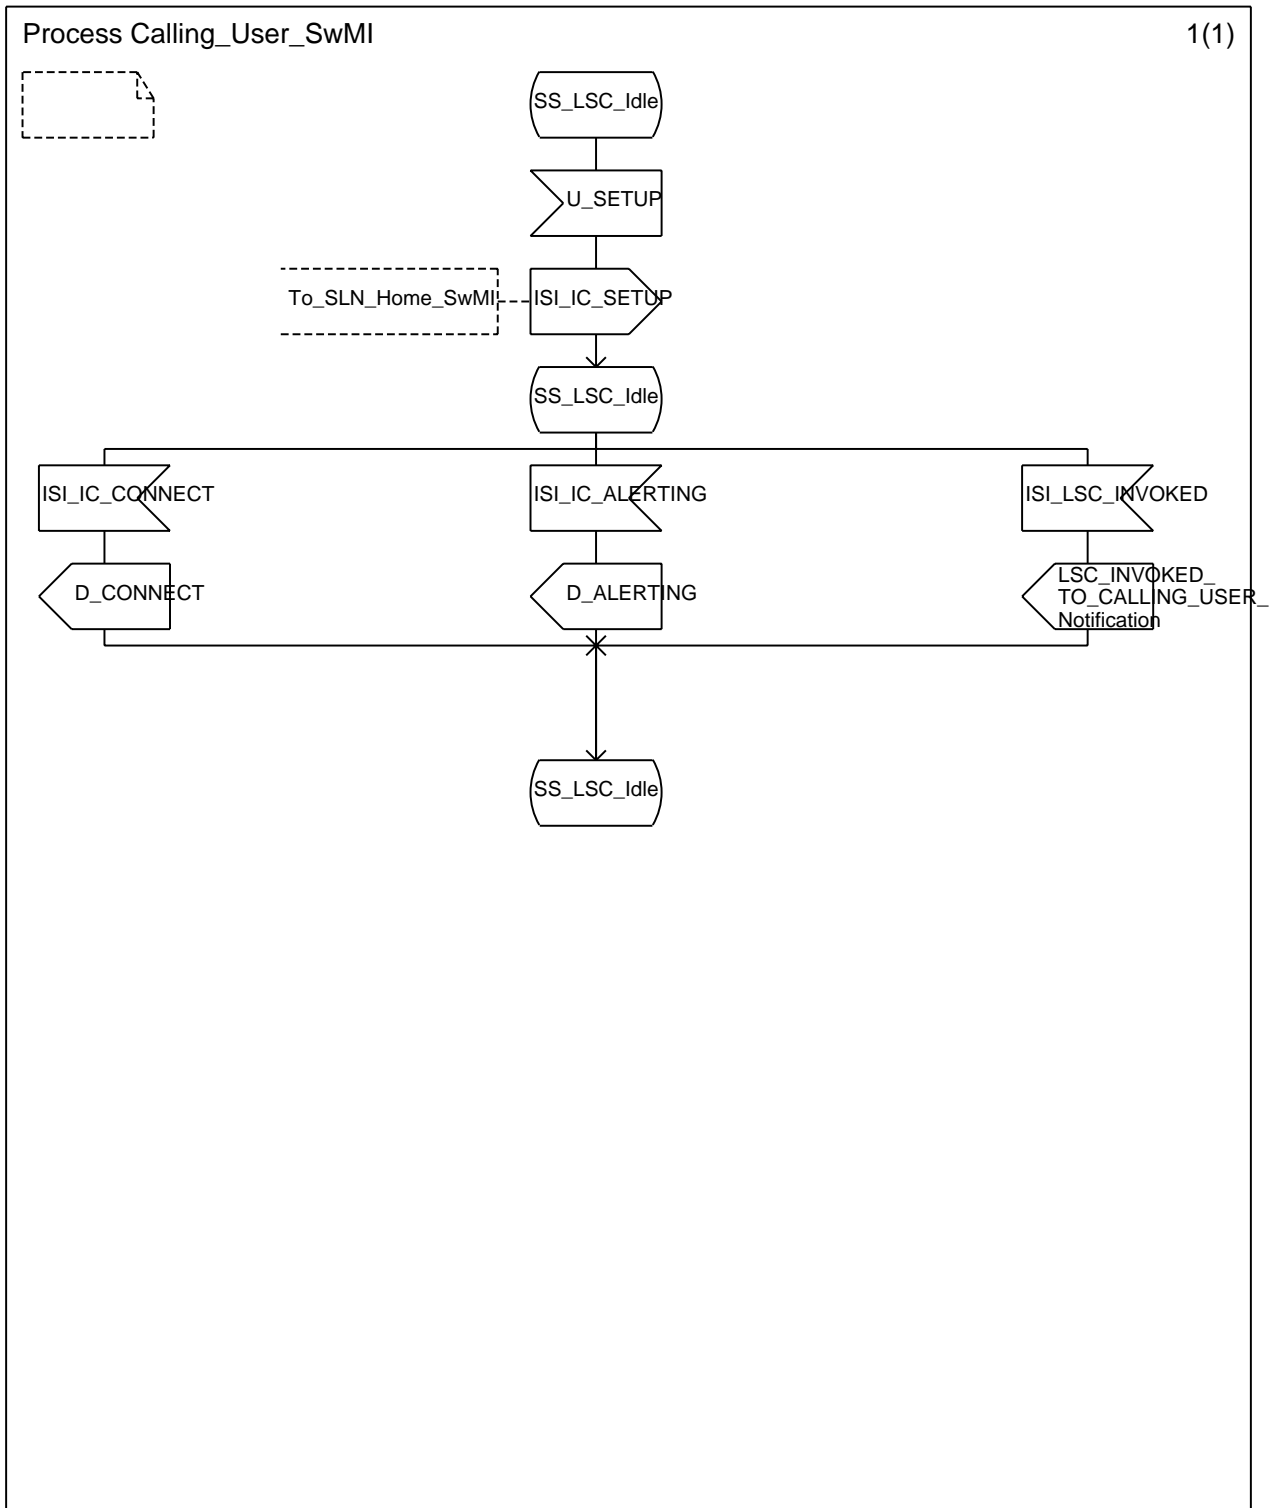 Process Calling_User_SwMI
1(1)
SS_LSC_Idle
U_SETUP
To_SLN_Home_SwMI
ISI_IC_SETUP
SS_LSC_Idle
ISI_IC_CONNECT
ISI_IC_ALERTING
ISI_LSC_INVOKED
D_CONNECT
D_ALERTING
LSC_INVOKED_
TO_CALLING_USER_
Notification
SS_LSC_Idle